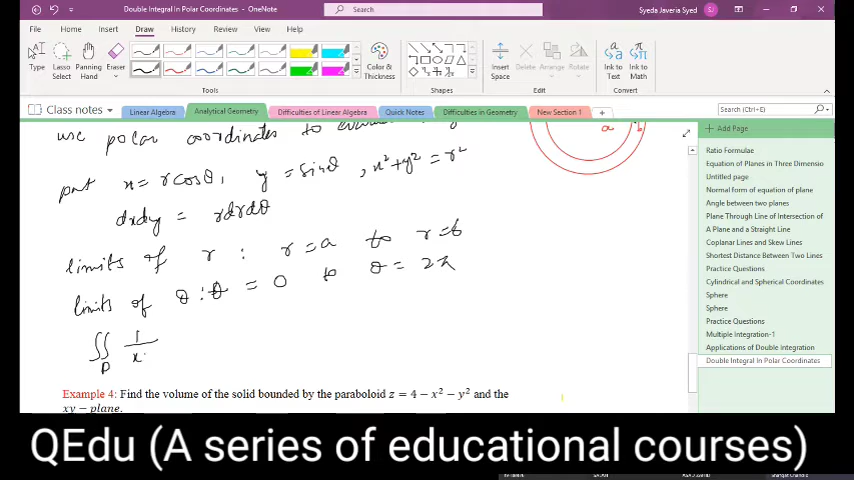 Double Integral In Polar Coordinates - OneNote
Search
Syeda Javeria Syed
SJ
File Home Insert Draw History Review View Help
Type
Lasso Select
Panning Hand
Eraser
Color & Thickness
Insert Space
Delete
Arrange
Rotate
Ink to Text
Ink to Math
Tools
Shapes
Edit
Convert
Class notes
Linear Algebra
Analytical Geometry
Difficulties of Linear Algebra
Quick Notes
Difficulties in Geometry
New Section 1
+
Search (Ctrl+E)
Add Page
Ratio Formulae
Equation of Planes in Three Dimensio
Untitled page
Normal form of equation of plane
Angle between two planes
Plane Through Line of Intersection of
A Plane and a Straight Line
Coplanar Lines and Skew Lines
Shortest Distance Between Two Lines
Practice Questions
Cylindrical and Spherical Coordinates
Sphere
Sphere
Practice Questions
Multiple Integration-1
Applications of Double Integration
Double Integral In Polar Coordinates
use polar coordinates to
a b
put x = rcosθ, y = sinθ, x² + y² = r²
dxdy = rdrdθ
limits of r : r = a to r = b
limits of θ : θ = 0 to θ = 2π
∬D 1/x
Example 4: Find the volume of the solid bounded by the paraboloid z = 4 − x² − y² and the
xy − plane.
QEdu (A series of educational courses)